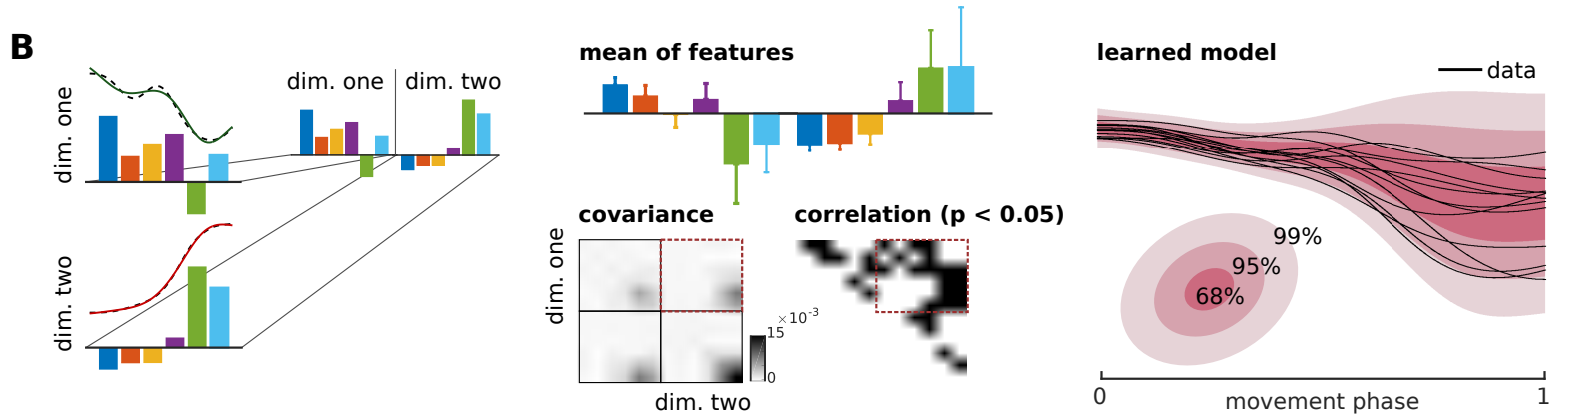 B
dim. one
dim. two
dim. one
dim. two
mean of features
covariance
dim. one
dim. two
×10-3
15
0
correlation (p < 0.05)
learned model
data
99%
95%
68%
0
movement phase
1